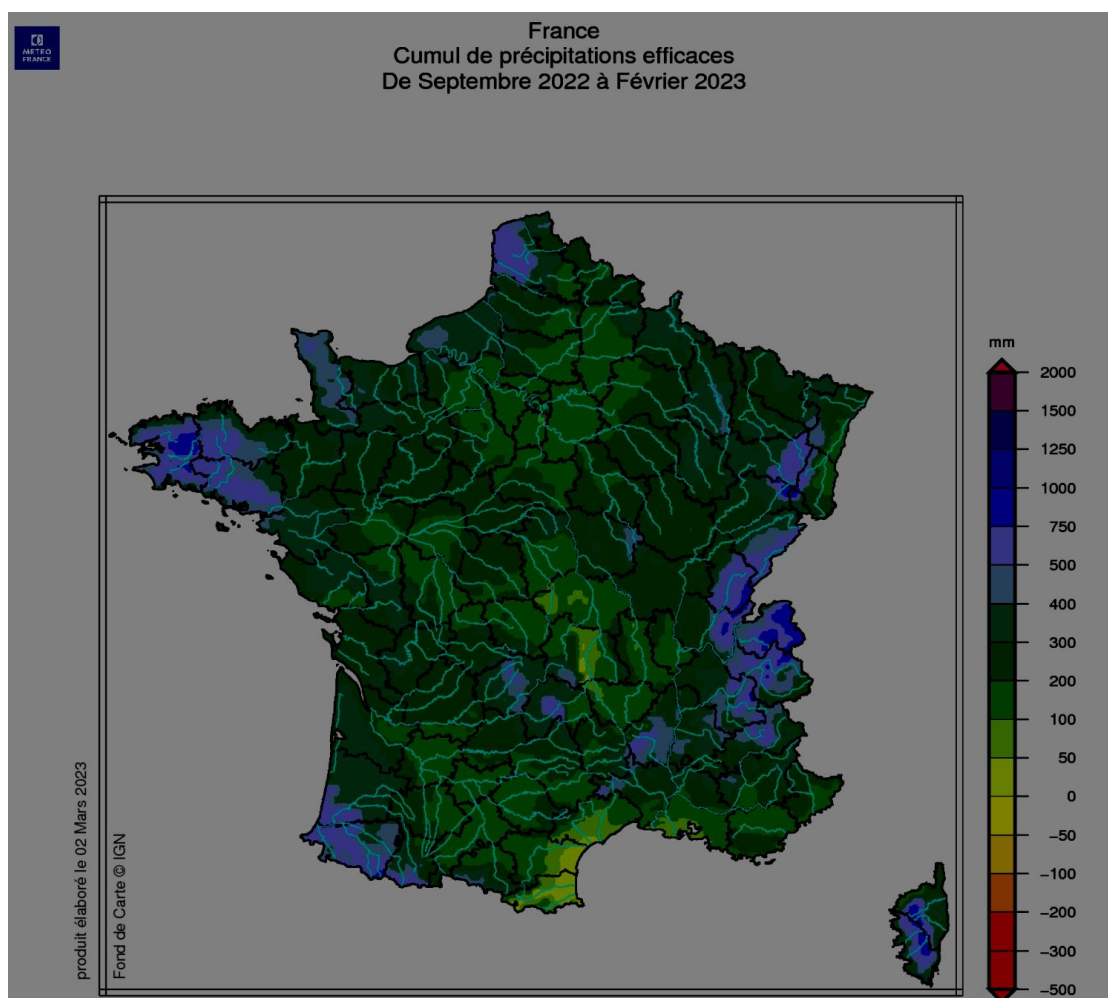 METEO
FRANCE
France
Cumul de précipitations efficaces
De Septembre 2022 à Février 2023
mm
2000
1500
1250
1000
750
500
400
300
200
100
50
0
−50
−100
−200
−300
−500
produit élaboré le 02 Mars 2023
Fond de Carte © IGN